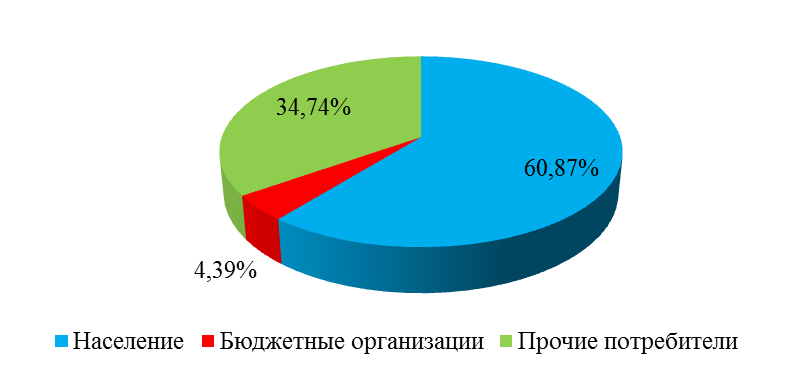 34,74%
60,87%
4,39%
Население Бюджетные организации Прочие потребители